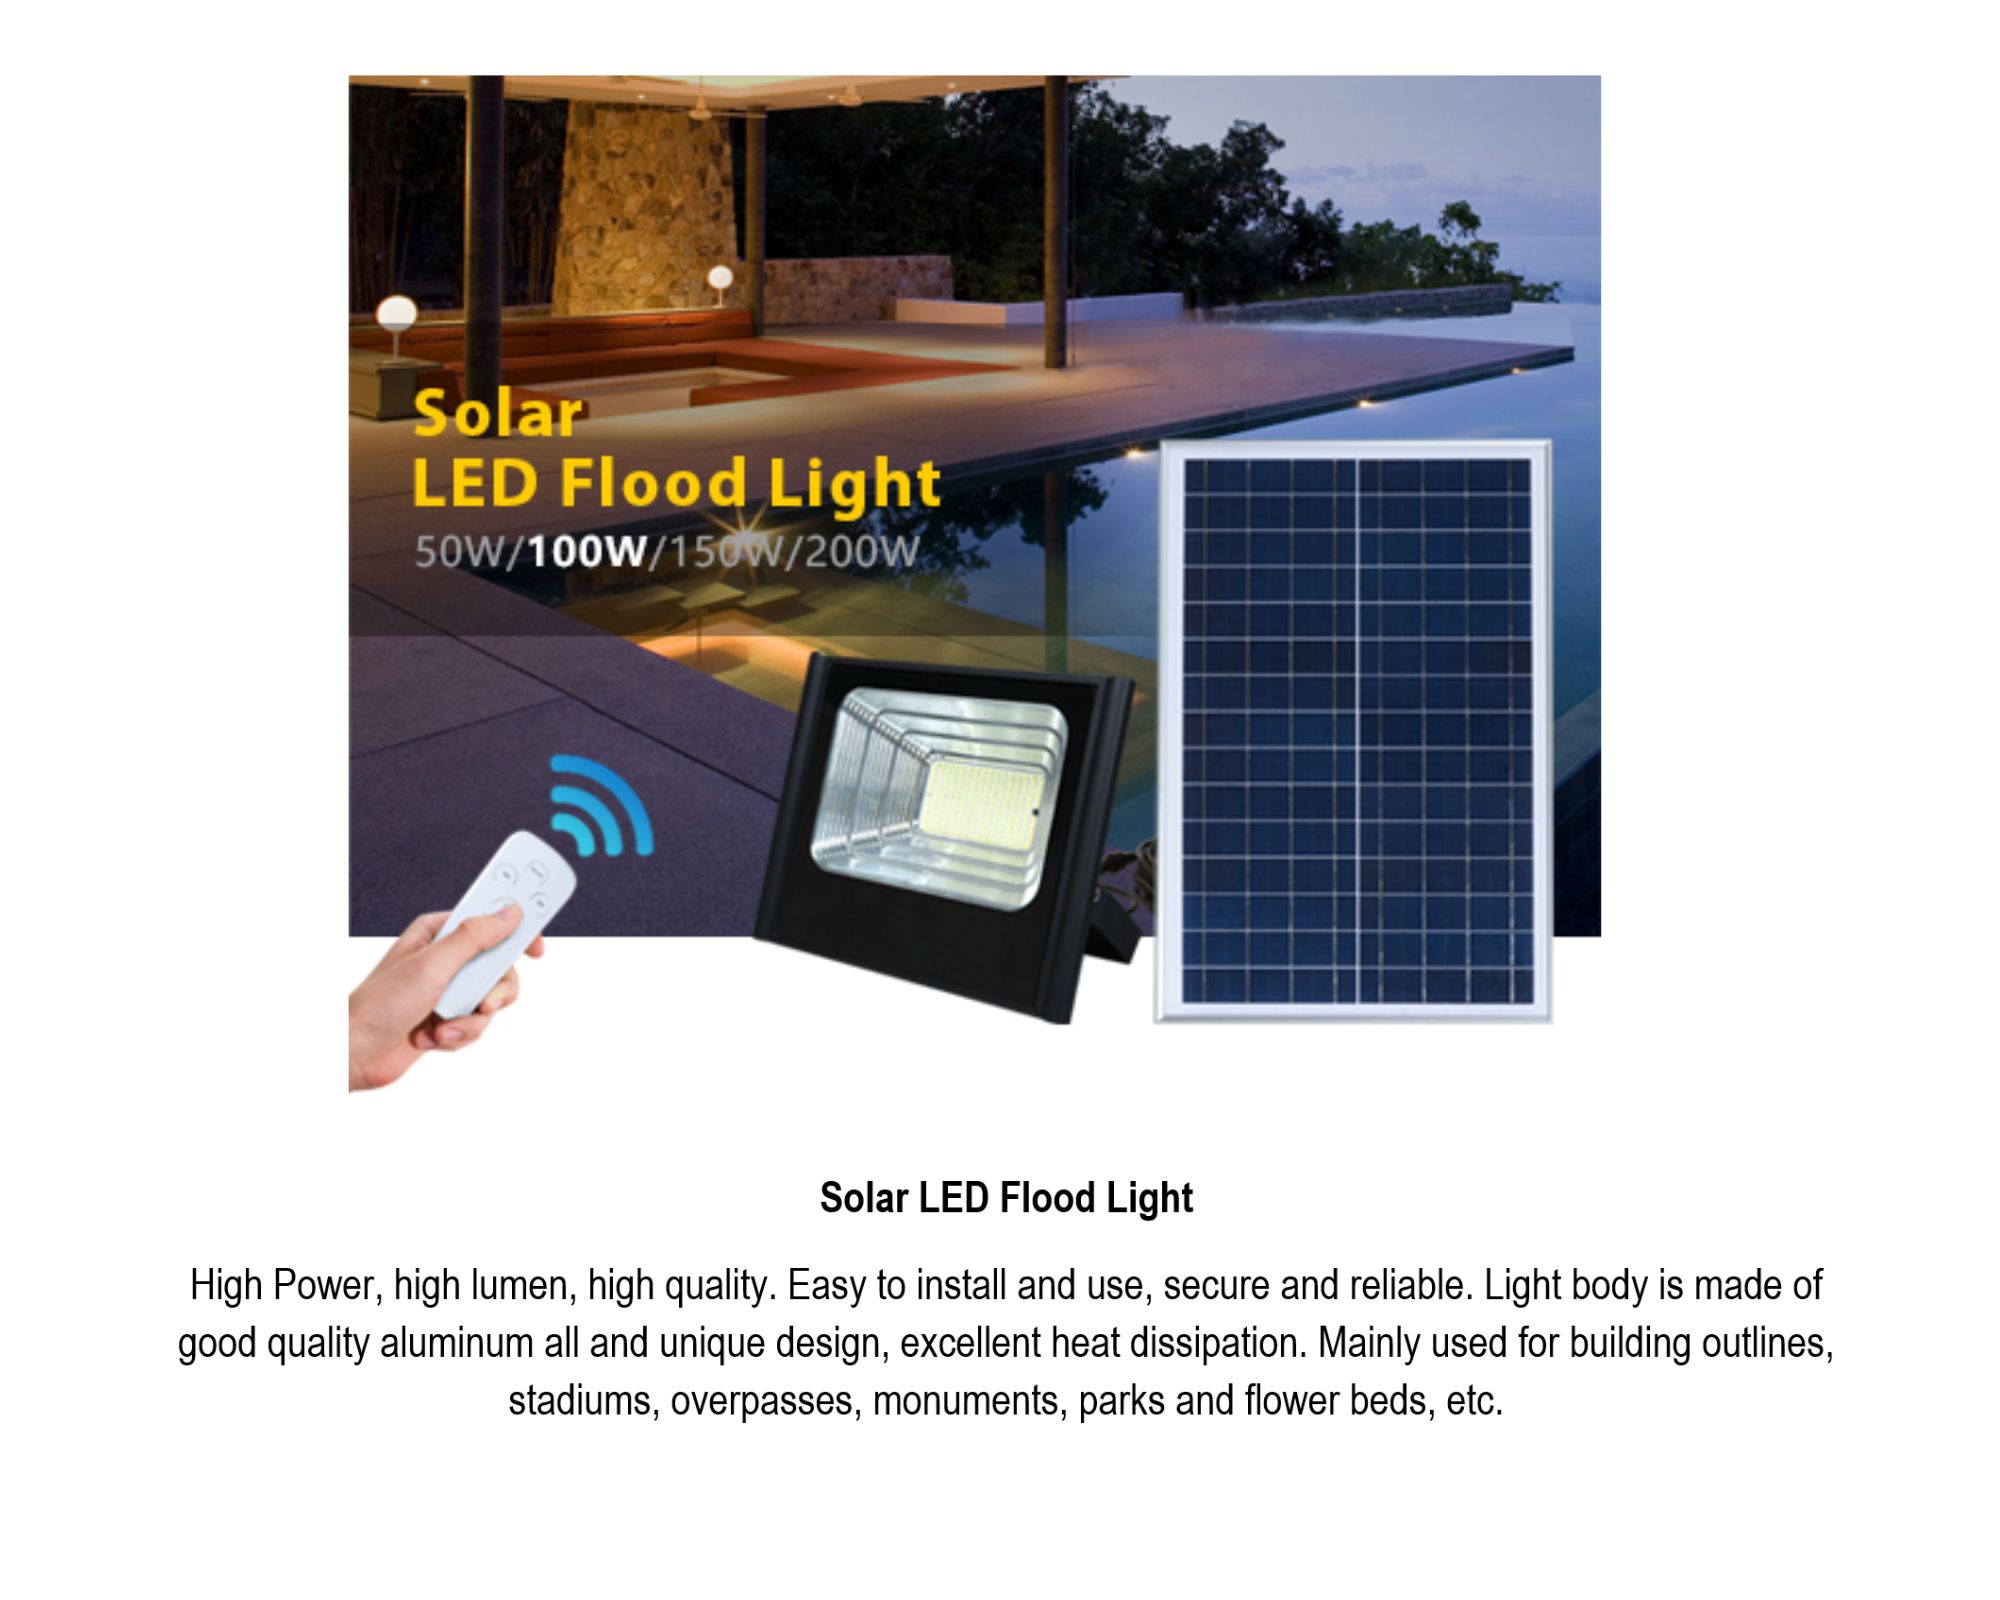 Solar
LED Flood Light
50W/100W/150W/200W
Solar LED Flood Light
High Power, high lumen, high quality. Easy to install and use, secure and reliable. Light body is made of
good quality aluminum all and unique design, excellent heat dissipation. Mainly used for building outlines,
stadiums, overpasses, monuments, parks and flower beds, etc.